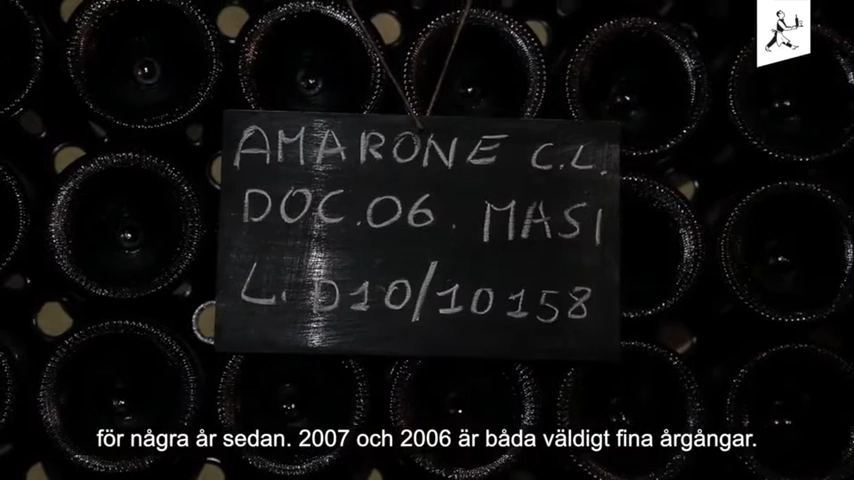 AMARONE C.L.
DOC.06. MASI
L. D10/10158
för några år sedan. 2007 och 2006 är båda väldigt fina årgångar.